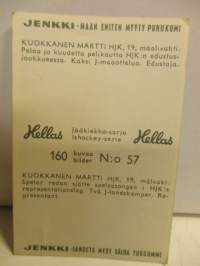 JENKKI - MAAN ENITEN MYYTY PURUKUMI
KUOKKANEN MARTTI HJK, 19, maalivahti.
Pelaa jo kuudetta pelikautta HJK:n edustus-
joukkueessa. Kaksi J-maaottelua. Edustaja.
Hellas
jääkiekko-sarja
ishockey-serie
Hellas
160 kuvaa
bilder
N:o 57
KUOKKANEN MARTTI HJK, 19, målvakt.
Spelar redan sjätte spelsäsongen i HJK:s
representationslag. Två J-landskamper. Re-
presentant.
JENKKI - LANDETS MEST SÅLDA TUGGUMMI